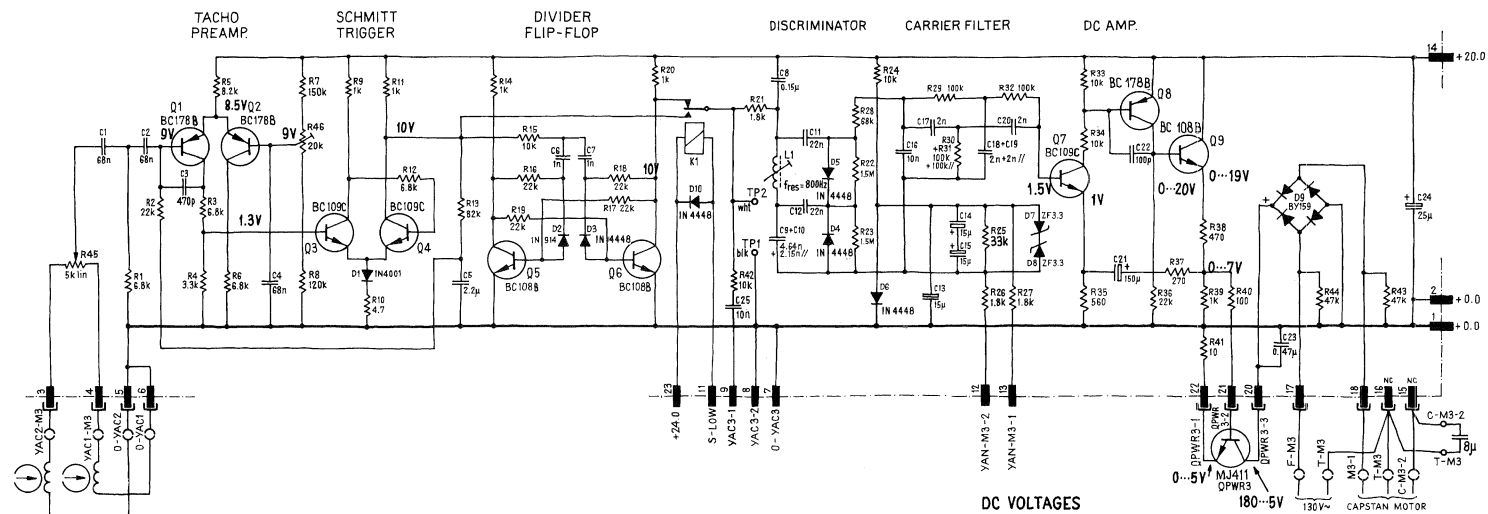 TACHO PREAMP.
SCHMITT TRIGGER
DIVIDER FLIP-FLOP
DISCRIMINATOR
CARRIER FILTER
DC AMP.
14
+20.0
C1
68n
C2
68n
9V
Q1
BC178B
R5
8.2k
8.5V
Q2
BC178B
9V
R7
150k
R46
20k
R9
1k
R11
1k
10V
R14
1k
R20
1k
R15
10k
C6
1n
C7
1n
R16
22k
R18
22k
10V
R17 22k
R19
22k
D2
1N 914
D3
1N 4448
Q5
BC108B
Q6
BC108B
C3
470p
R2
22k
R3
6.8k
1.3V
R12
6.8k
BC109C
Q3
BC109C
Q4
R13
82k
D1
1N4001
R10
4.7
C5
2.2µ
R45
5k lin
R1
6.8k
R4
3.3k
R6
6.8k
C4
68n
R8
120k
K1
D10
1N 4448
R21
1.8k
TP2
wht
TP1
blk
R42
10k
C25
10n
C8
0.15µ
L1
fres=800Hz
C11
22n
C12
22n
C9+C10
4.64n
+2.15n//
D5
1N 4448
D4
R28
68k
R22
1.5M
R23
1.5M
R24
10k
D6
1N 4448
R29 100k
R32 100k
C17
2n
C20
2n
R30
+R31
100k
+100k//
C18+C19
2n+2n//
C16
10n
C14
15µ
C15
15µ
C13
15µ
R25
33k
R26
1.8k
R27
1.8k
D7
ZF3.3
D8
ZF3.3
Q7
BC109C
1.5V
1V
R33
10k
R34
10k
BC 178B
Q8
C22
100p
BC 108B
Q9
0...20V
0...19V
R35
560
C21
150µ
R37
270
R36
22k
R38
470
0...7V
R39
1k
R40
100
R41
10
C23
0.47µ
D9
BY159
R44
47k
R43
47k
C24
25µ
2
+0.0
1
+0.0
3
4
5
6
YAC2-M3
YAC1-M3
0-YAC2
0-YAC1
23
11
9
8
7
+24.0
S-LOW
YAC3-1
YAC3-2
0-YAC3
12
13
YAN-M3-2
YAN-M3-1
22
21
20
17
18
16
15
NC
NC
QPWR3-1
QPWR 3-2
QPWR3-3
F-M3
T-M3
M3-1
T-M3
C-M3-2
C-M3-2
8µ
T-M3
MJ411
QPWR3
0...5V
180...5V
130V~
CAPSTAN MOTOR
DC VOLTAGES